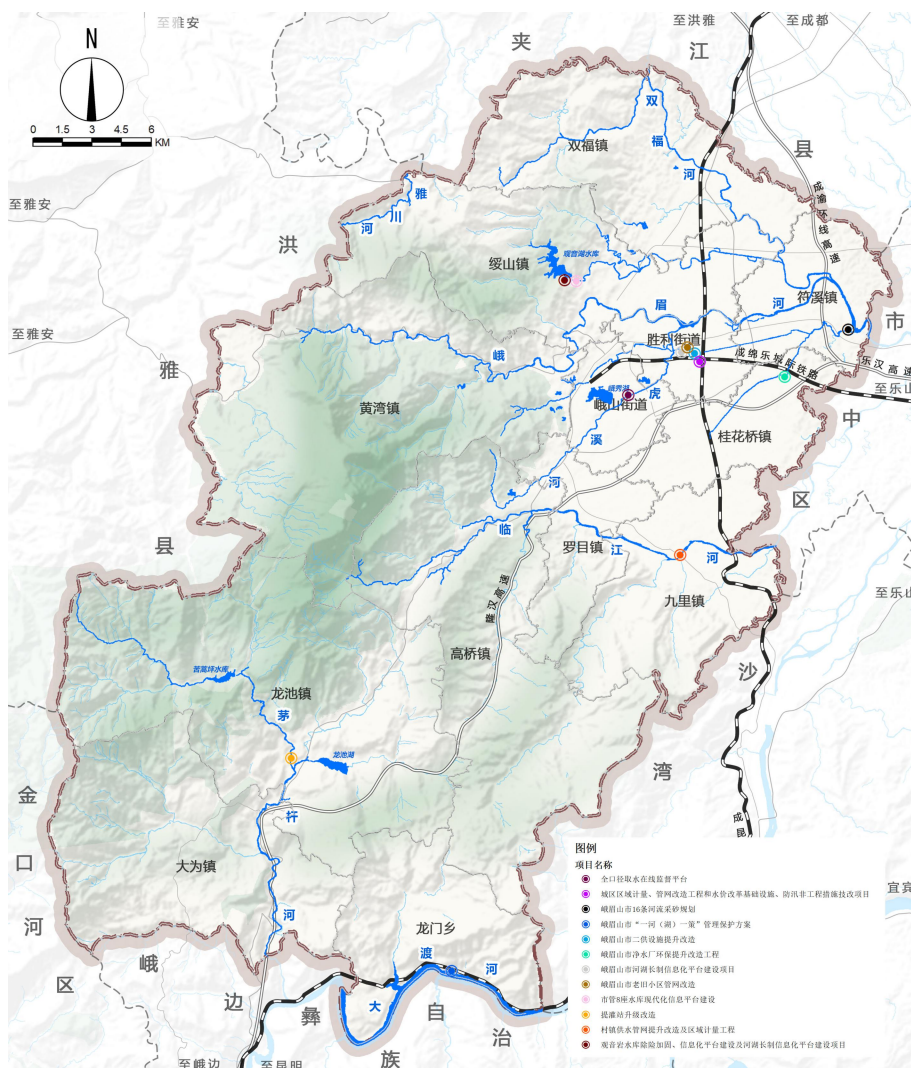 至雅安
至洪雅
至成都
N
夹
江
县
0 1.5 3 4.5 6
KM
双
福
河
双福镇
成渝环线高速
至雅安
雅
川
河
洪
绥山镇
观音湖水库
眉
河
符溪镇
市
至雅安
胜利街道
成绵乐城际铁路
乐汉高速
至乐山
雅
峨
黄湾镇
峨秀湖
虎
峨山街道
溪
河
桂花桥镇
中
区
县
临
江
河
罗目镇
九里镇
至乐山
峨汉高速
高桥镇
沙
湾
苦蒿坪水库
龙池镇
茅
龙池湖
杆
河
金
口
河
区
大为镇
成昆
龙门乡
宜宾
峨
边
彝
族
自
治
大
渡
河
至峨边
至昆明
图例
项目名称
全口径取水在线监督平台
城区区域计量、管网改造工程和水价改革基础设施、防汛非工程措施技改项目
峨眉山市16条河流采砂规划
峨眉山市“一河（湖）一策”管理保护方案
峨眉山市二供设施提升改造
峨眉山市净水厂环保提升改造工程
峨眉山市河湖长制信息化平台建设项目
峨眉山市老旧小区管网改造
市管8座水库现代化信息平台建设
提灌站升级改造
村镇供水管网提升改造及区域计量工程
观音岩水库除险加固、信息化平台建设及河湖长制信息化平台建设项目